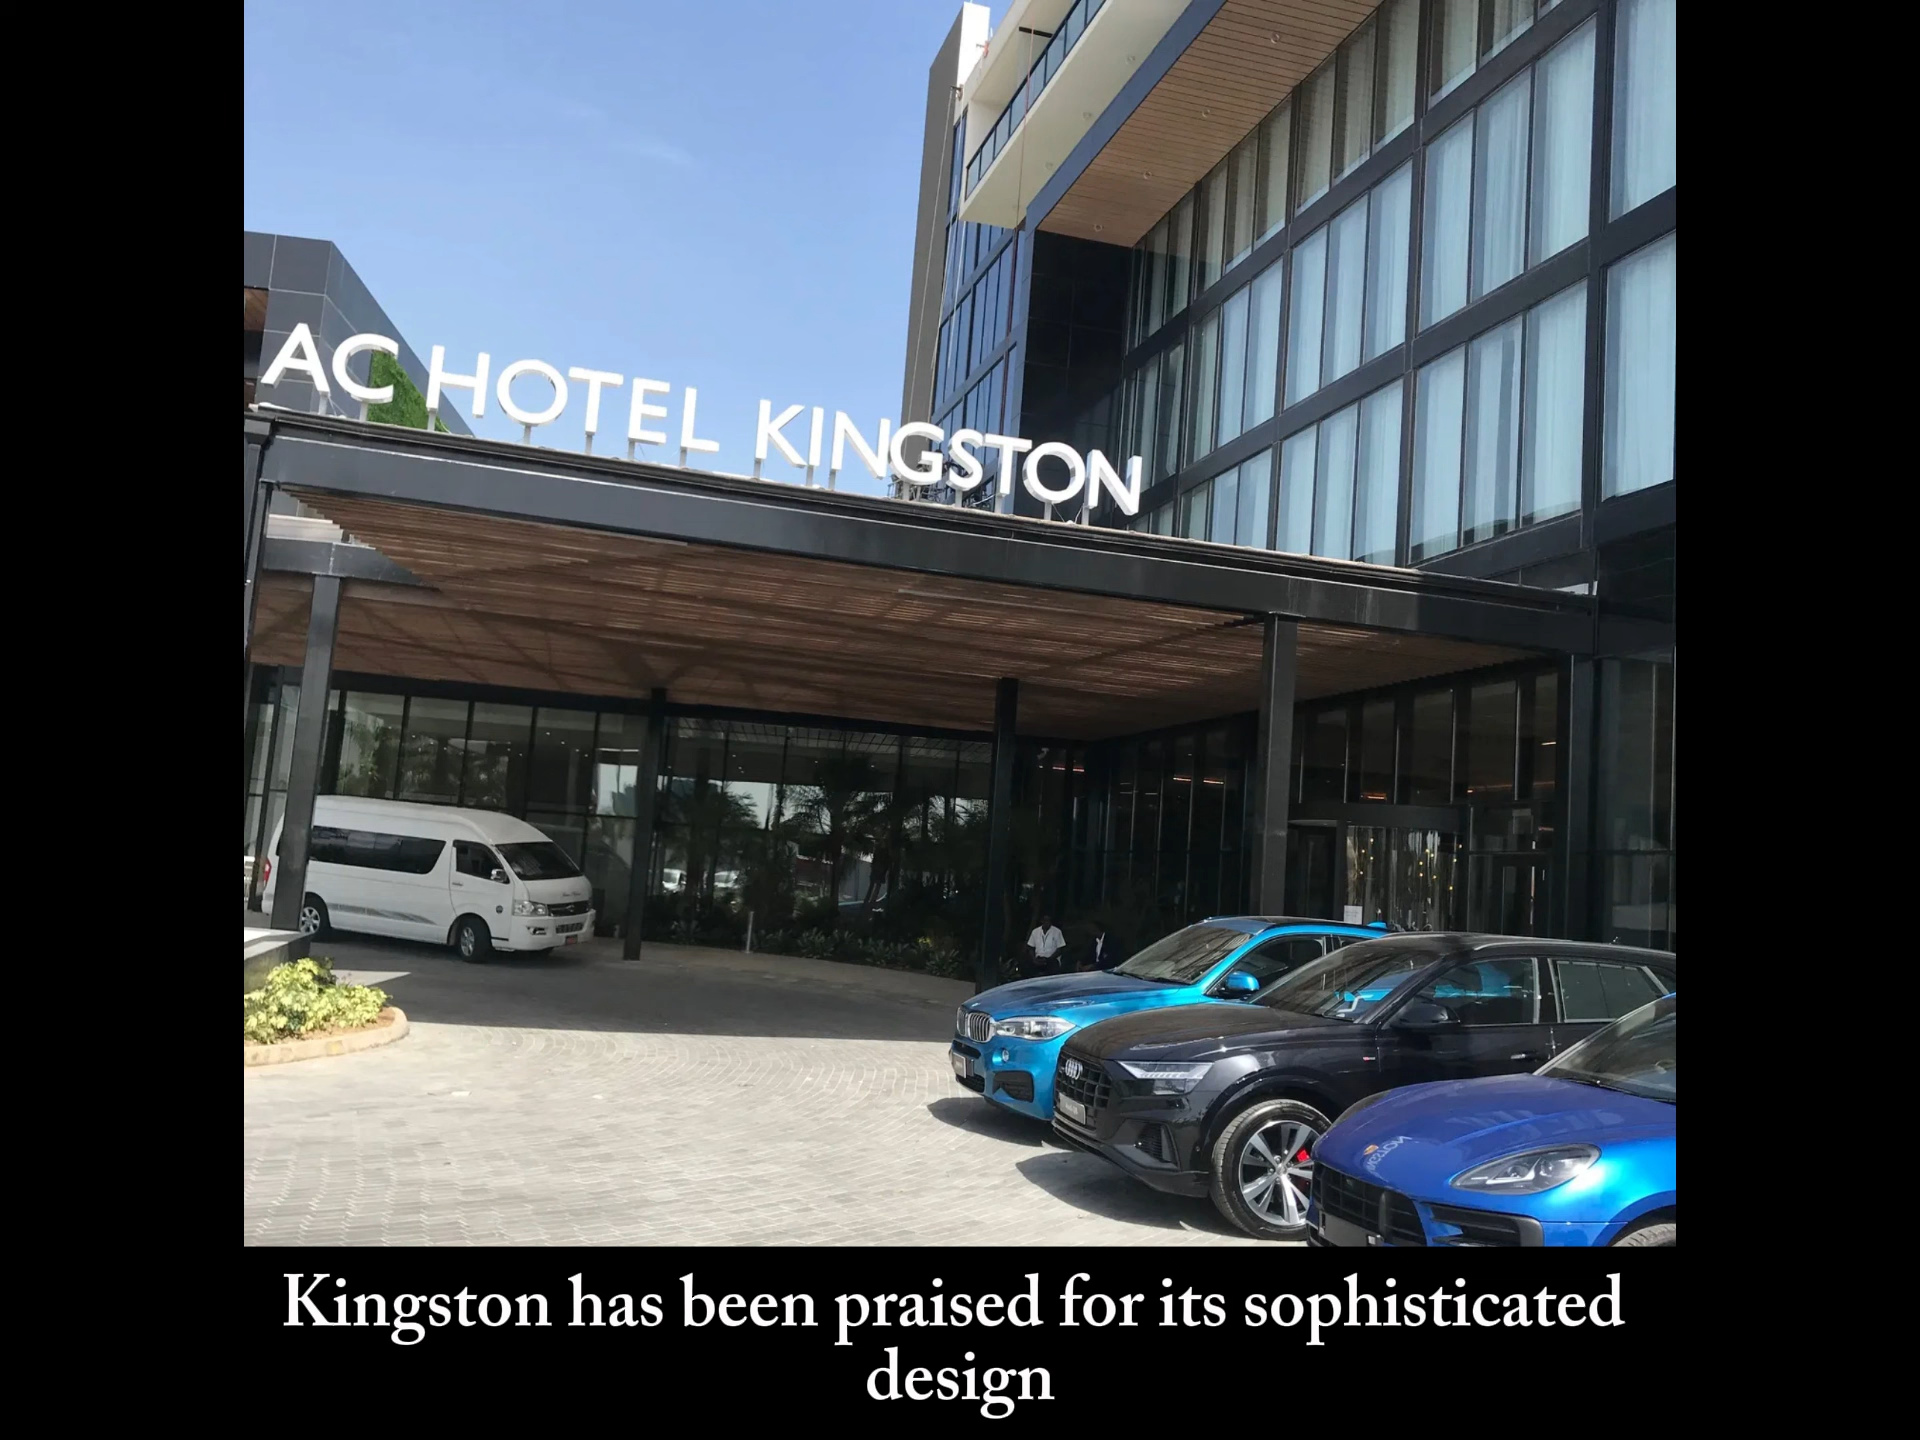 AC HOTEL KINGSTON
Kingston has been praised for its sophisticated
design